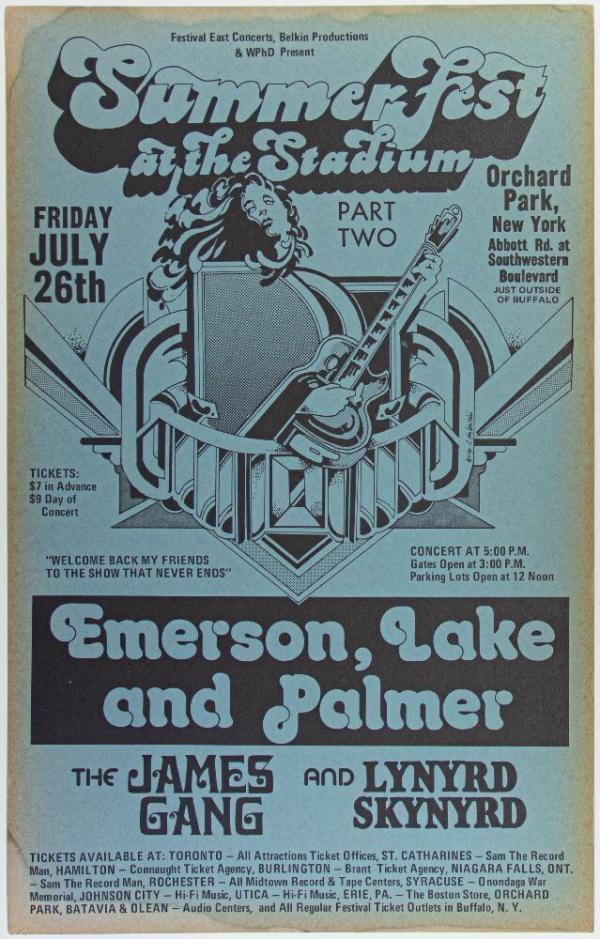 Festival East Concerts, Belkin Productions
& WPhD Present
SummerFest
at the Stadium
PART
TWO
FRIDAY
JULY
26th
Orchard
Park,
New York
Abbott Rd. at
Southwestern
Boulevard
JUST OUTSIDE
OF BUFFALO
TICKETS:
$7 in Advance
$9 Day of
Concert
"WELCOME BACK MY FRIENDS
TO THE SHOW THAT NEVER ENDS"
CONCERT AT 5:00 P.M.
Gates Open at 3:00 P.M.
Parking Lots Open at 12 Noon
Emerson, Lake
and Palmer
THE JAMES
GANG
AND LYNYRD
SKYNYRD
TICKETS AVAILABLE AT: TORONTO – All Attractions Ticket Offices, ST. CATHARINES – Sam The Record
Man, HAMILTON – Connaught Ticket Agency, BURLINGTON – Brant Ticket Agency, NIAGARA FALLS, ONT.
– Sam The Record Man, ROCHESTER – All Midtown Record & Tape Centers, SYRACUSE – Onondaga War
Memorial, JOHNSON CITY – Hi-Fi Music, UTICA – Hi-Fi Music, ERIE, PA. – The Boston Store, ORCHARD
PARK, BATAVIA & OLEAN – Audio Centers, and All Regular Festival Ticket Outlets in Buffalo, N. Y.